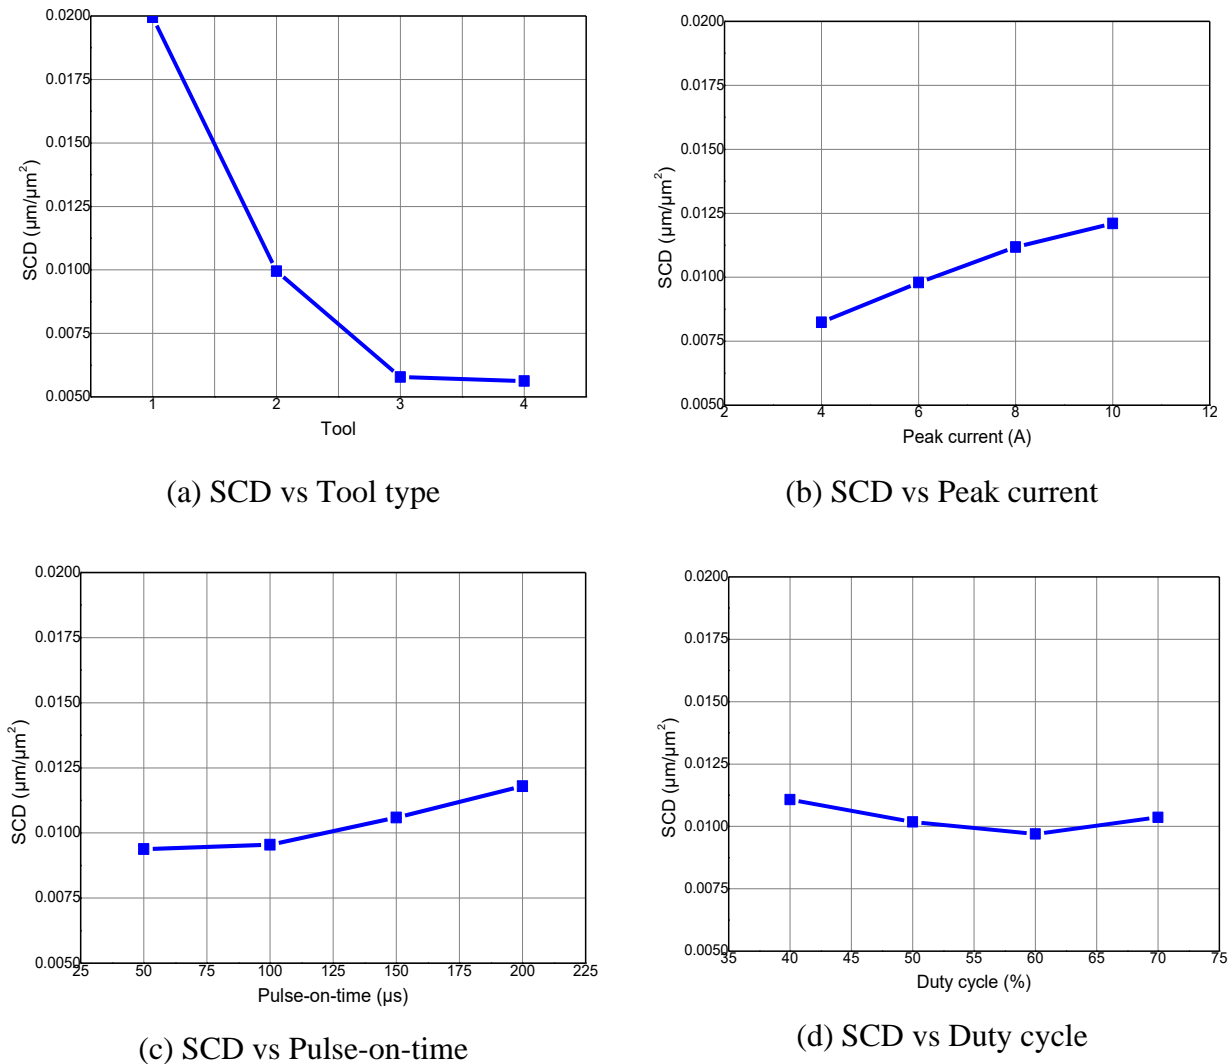 0.0200
0.0175
0.0150
0.0125
0.0100
0.0075
0.0050
SCD (µm/µm²)
1 2 3 4
Tool
(a) SCD vs Tool type
0.0200
0.0175
0.0150
0.0125
0.0100
0.0075
0.0050
SCD (µm/µm²)
2 4 6 8 10 12
Peak current (A)
(b) SCD vs Peak current
0.0200
0.0175
0.0150
0.0125
0.0100
0.0075
0.0050
SCD (µm/µm²)
25 50 75 100 125 150 175 200 225
Pulse-on-time (µs)
(c) SCD vs Pulse-on-time
0.0200
0.0175
0.0150
0.0125
0.0100
0.0075
0.0050
SCD (µm/µm²)
35 40 45 50 55 60 65 70 75
Duty cycle (%)
(d) SCD vs Duty cycle